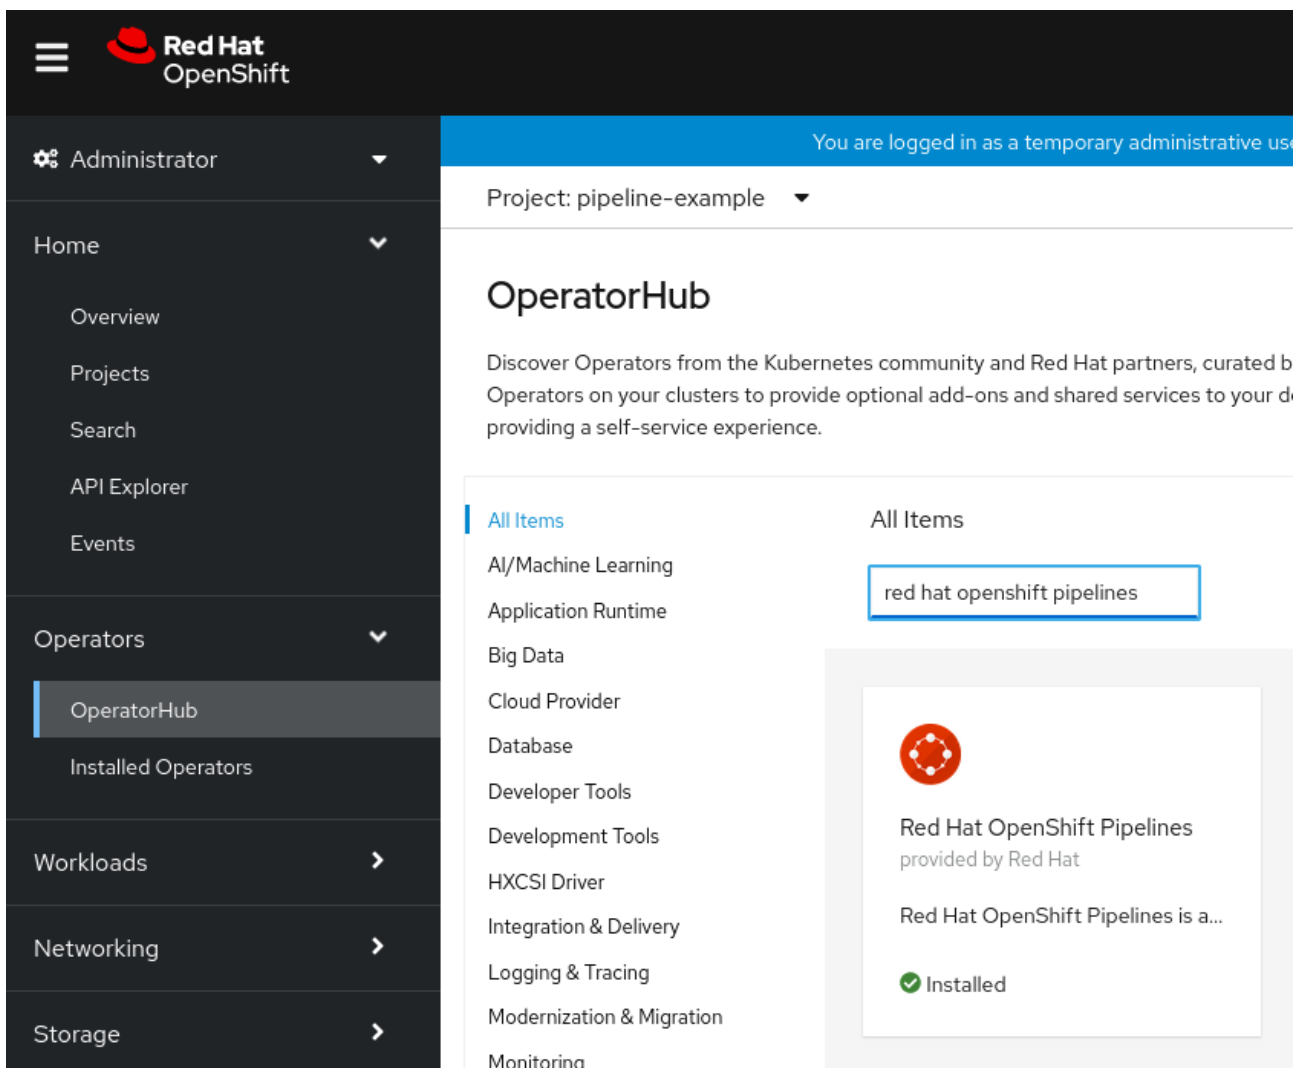 Red Hat
OpenShift
Administrator
You are logged in as a temporary administrative use
Project: pipeline-example
Home
Overview
Projects
Search
API Explorer
Events
Operators
OperatorHub
Installed Operators
Workloads
Networking
Storage
OperatorHub
Discover Operators from the Kubernetes community and Red Hat partners, curated b
Operators on your clusters to provide optional add-ons and shared services to your d
providing a self-service experience.
All Items
AI/Machine Learning
Application Runtime
Big Data
Cloud Provider
Database
Developer Tools
Development Tools
HXCSI Driver
Integration & Delivery
Logging & Tracing
Modernization & Migration
Monitoring
All Items
red hat openshift pipelines
Red Hat OpenShift Pipelines
provided by Red Hat
Red Hat OpenShift Pipelines is a...
Installed